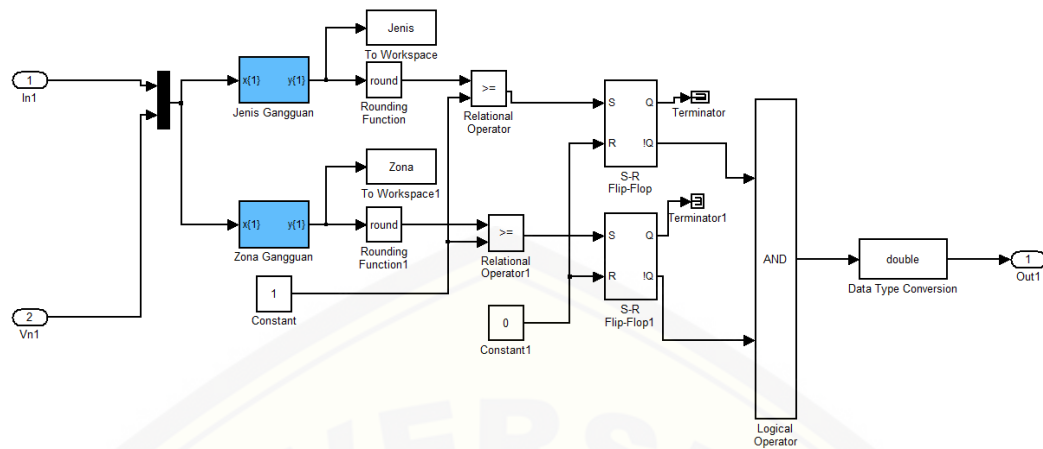 Jenis
To Workspace
1
In1
x{1}
y{1}
Jenis Gangguan
round
Rounding
Function
>=
Relational
Operator
S
Q
R
!Q
S-R
Flip-Flop
Terminator
Zona
To Workspace1
x{1}
y{1}
Zona Gangguan
round
Rounding
Function1
>=
Relational
Operator1
S
Q
R
!Q
S-R
Flip-Flop1
Terminator1
1
Constant
0
Constant1
2
Vn1
AND
Logical
Operator
double
Data Type Conversion
1
Out1